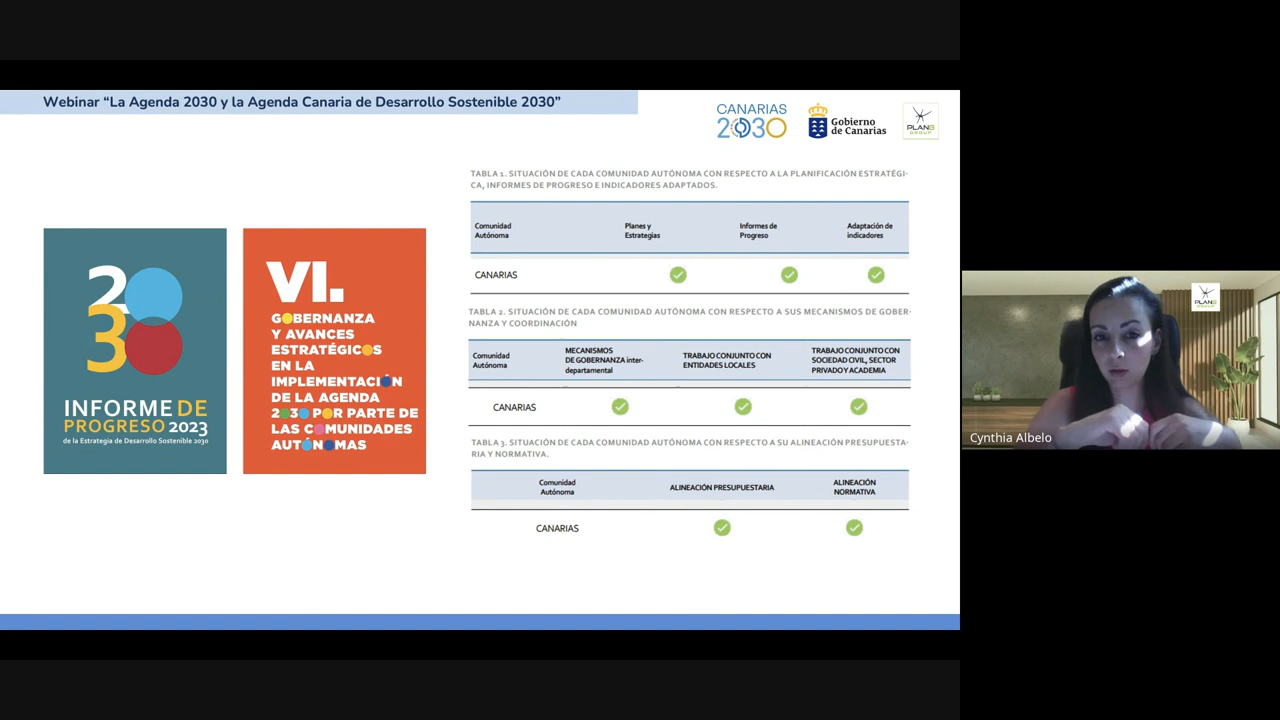 Webinar “La Agenda 2030 y la Agenda Canaria de Desarrollo Sostenible 2030”
CANARIAS
2030
Gobierno
de Canarias
PLANB
GROUP
2030
INFORME DE
PROGRESO 2023
de la Estrategia de Desarrollo Sostenible 2030
VI.
GOBERNANZA
Y AVANCES
ESTRATÉGICOS
EN LA
IMPLEMENTACIÓN
DE LA AGENDA
2030 POR PARTE DE
LAS COMUNIDADES
AUTÓNOMAS
TABLA 1. SITUACIÓN DE CADA COMUNIDAD AUTÓNOMA CON RESPECTO A LA PLANIFICACIÓN ESTRATÉGI-
CA, INFORMES DE PROGRESO E INDICADORES ADAPTADOS.
Comunidad Autónoma
Planes y Estrategias
Informes de Progreso
Adaptación de indicadores
CANARIAS
TABLA 2. SITUACIÓN DE CADA COMUNIDAD AUTÓNOMA CON RESPECTO A SUS MECANISMOS DE GOBER-
NANZA Y COORDINACIÓN
Comunidad Autónoma
MECANISMOS
DE GOBERNANZA inter-
departamental
TRABAJO CONJUNTO CON
ENTIDADES LOCALES
TRABAJO CONJUNTO CON
SOCIEDAD CIVIL, SECTOR
PRIVADO Y ACADEMIA
CANARIAS
TABLA 3. SITUACIÓN DE CADA COMUNIDAD AUTÓNOMA CON RESPECTO A SU ALINEACIÓN PRESUPUESTA-
RIA Y NORMATIVA.
Comunidad Autónoma
ALINEACIÓN PRESUPUESTARIA
ALINEACIÓN
NORMATIVA
CANARIAS
PLANB
Cynthia Albelo